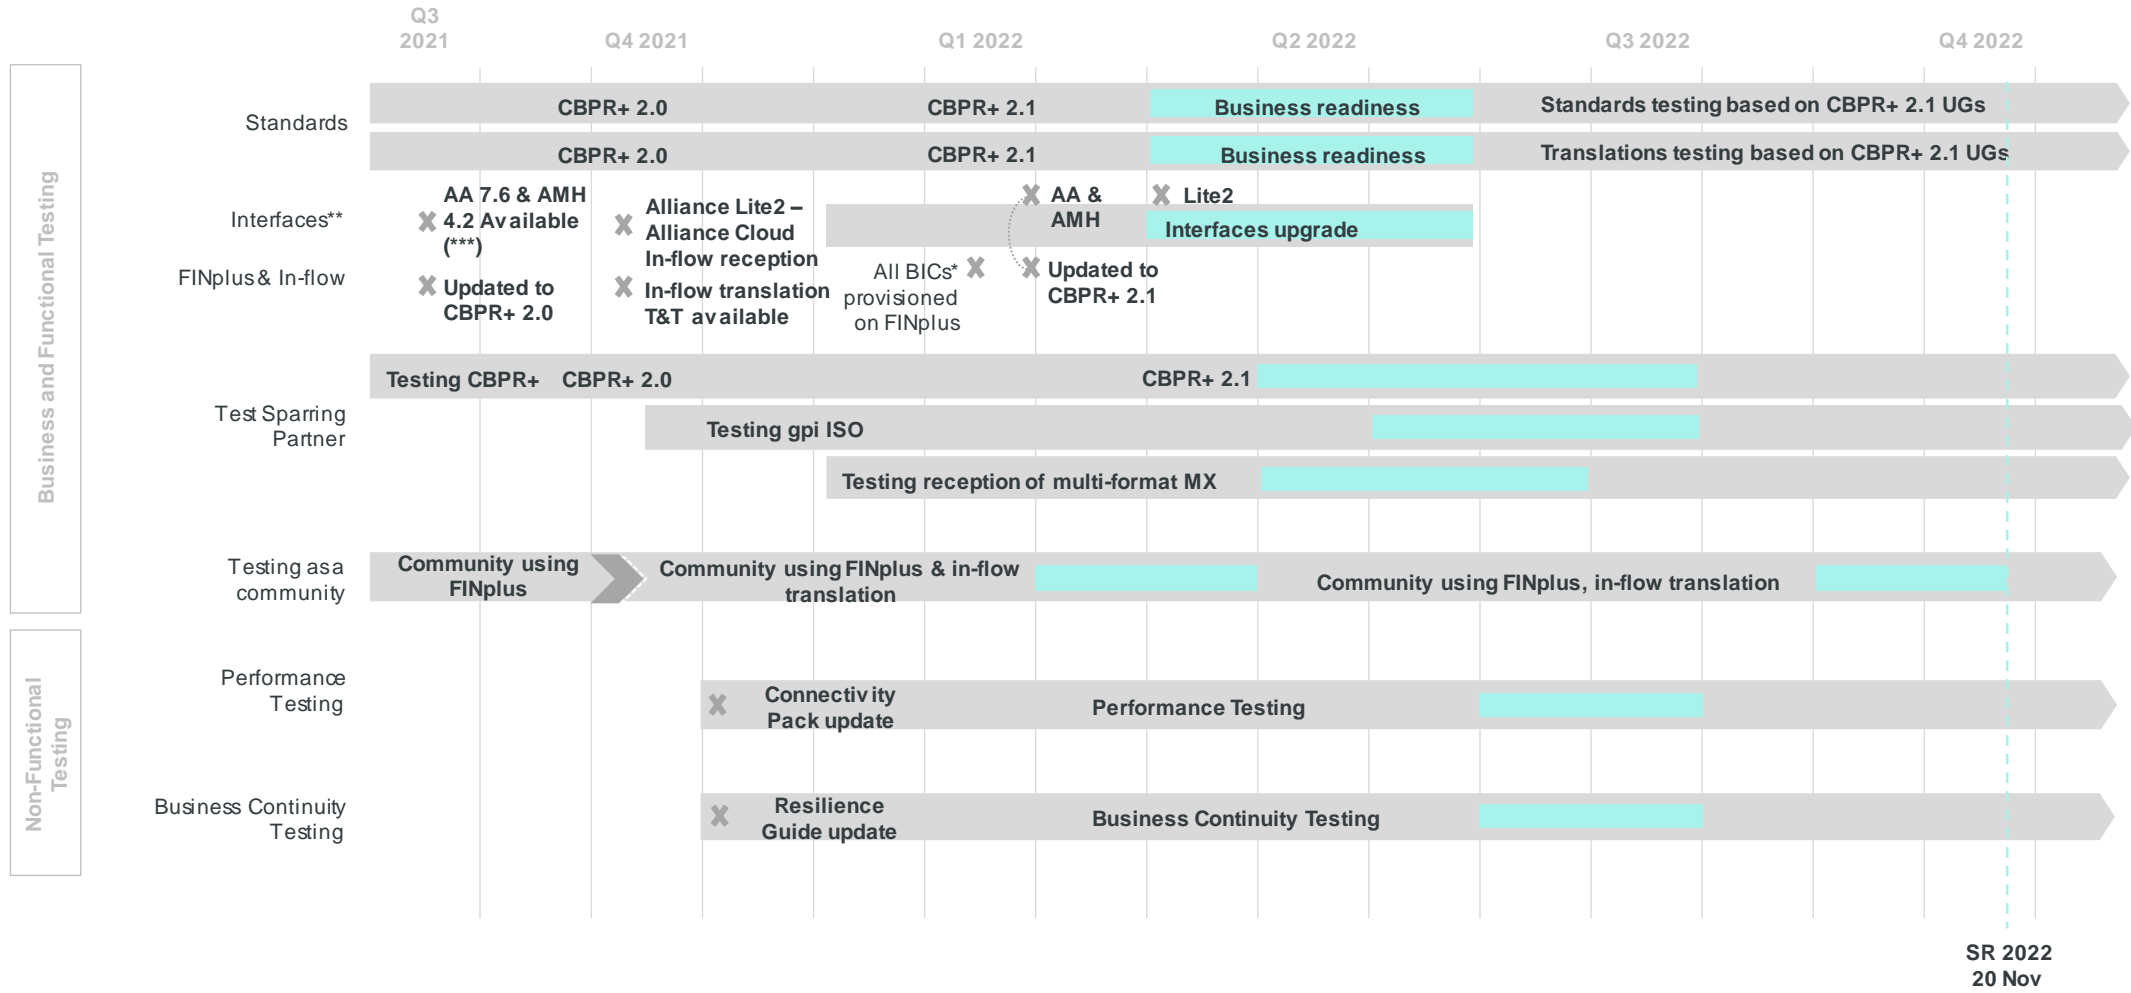 Q3
2021
Q4 2021
Q1 2022
Q2 2022
Q3 2022
Q4 2022
Business and Functional Testing
Standards
CBPR+ 2.0
CBPR+ 2.1
Business readiness
Standards testing based on CBPR+ 2.1 UGs
CBPR+ 2.0
CBPR+ 2.1
Business readiness
Translations testing based on CBPR+ 2.1 UGs
Interfaces**
AA 7.6 & AMH
4.2 Available
(***)
Alliance Lite2 –
Alliance Cloud
In-flow reception
AA &
AMH
Lite2
Interfaces upgrade
FINplus & In-flow
Updated to
CBPR+ 2.0
In-flow translation
T&T available
All BICs*
provisioned
on FINplus
Updated to
CBPR+ 2.1
Test Sparring
Partner
Testing CBPR+
CBPR+ 2.0
CBPR+ 2.1
Testing gpi ISO
Testing reception of multi-format MX
Testing as a
community
Community using
FINplus
Community using FINplus & in-flow
translation
Community using FINplus, in-flow translation
Non-Functional
Testing
Performance
Testing
Connectivity
Pack update
Performance Testing
Business Continuity
Testing
Resilience
Guide update
Business Continuity Testing
SR 2022
20 Nov